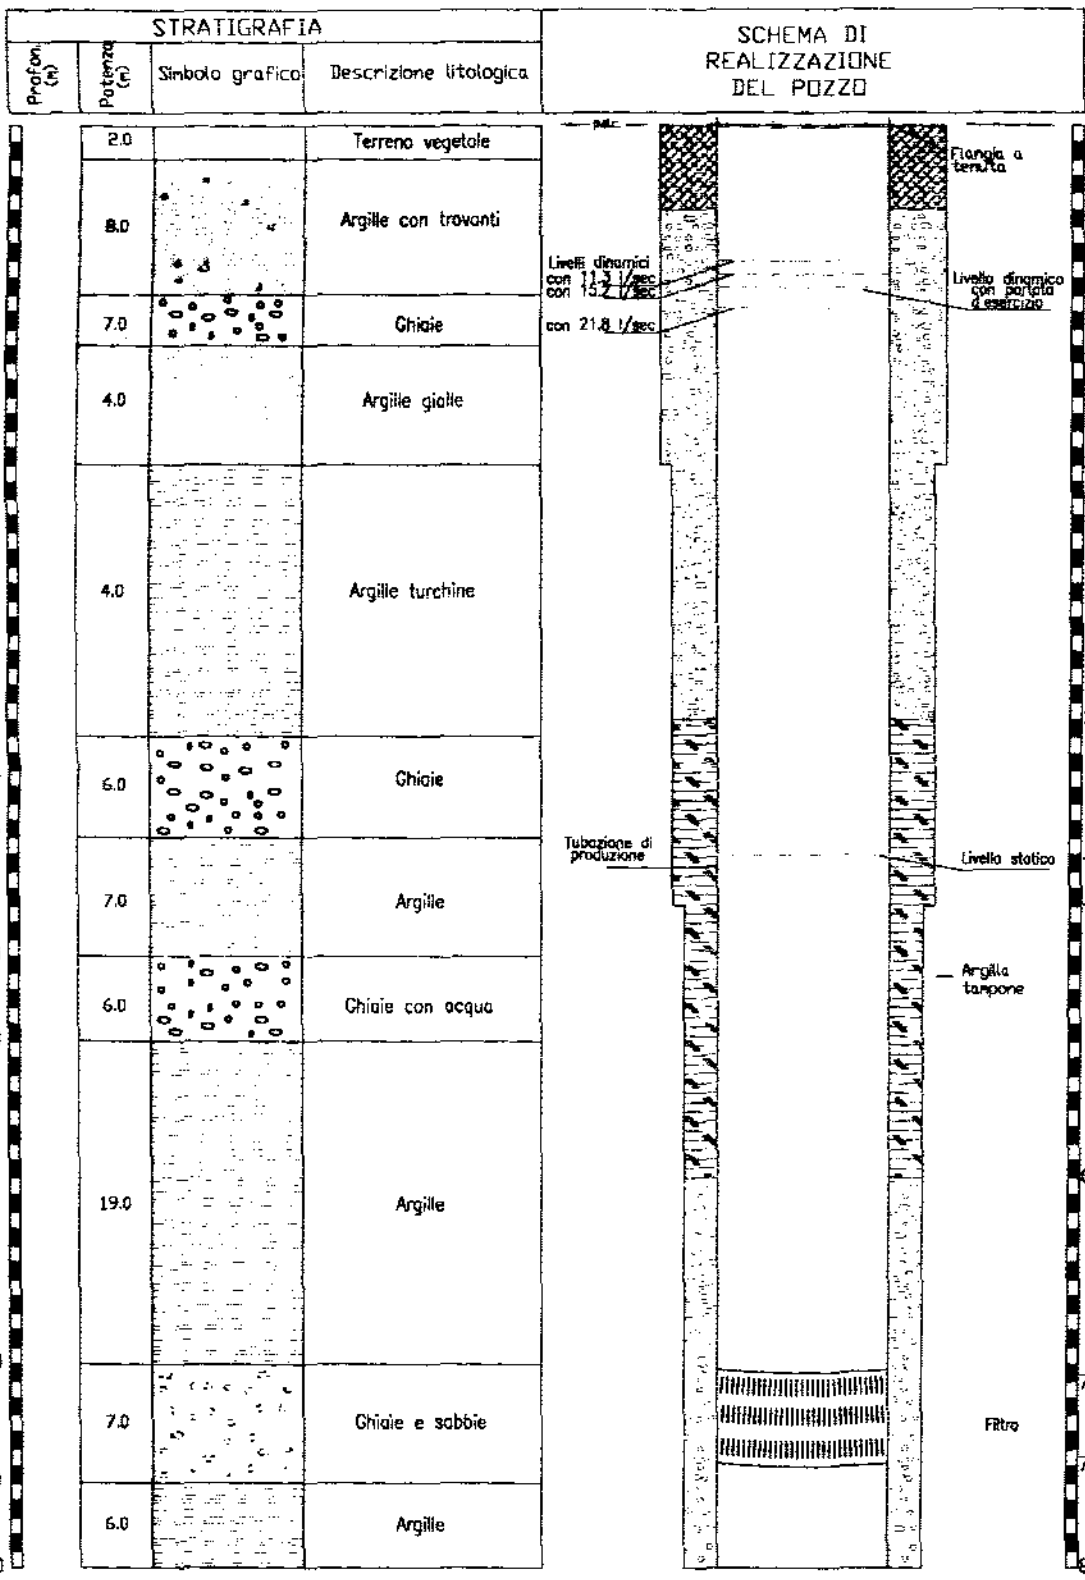 STRATIGRAFIA
SCHEMA DI
REALIZZAZIONE
DEL POZZO
Profon.
(m)
Potenza
(m)
Simbolo grafico
Descrizione litologica
2.0
Terreno vegetale
8.0
Argille con trovanti
7.0
Ghiaie
4.0
Argille gialle
4.0
Argille turchine
6.0
Ghiaie
7.0
Argille
6.0
Ghiaie con acqua
19.0
Argille
7.0
Ghiaie e sabbie
6.0
Argille
p.d.c.
Flangia a
tenuta
Livelli dinamici
con 11.3 l/sec
con 15.2 l/sec
con 21.8 l/sec
Livello dinamico
con portata
d'esercizio
Tubazione di
produzione
Livello statico
Argilla
tampone
Filtro